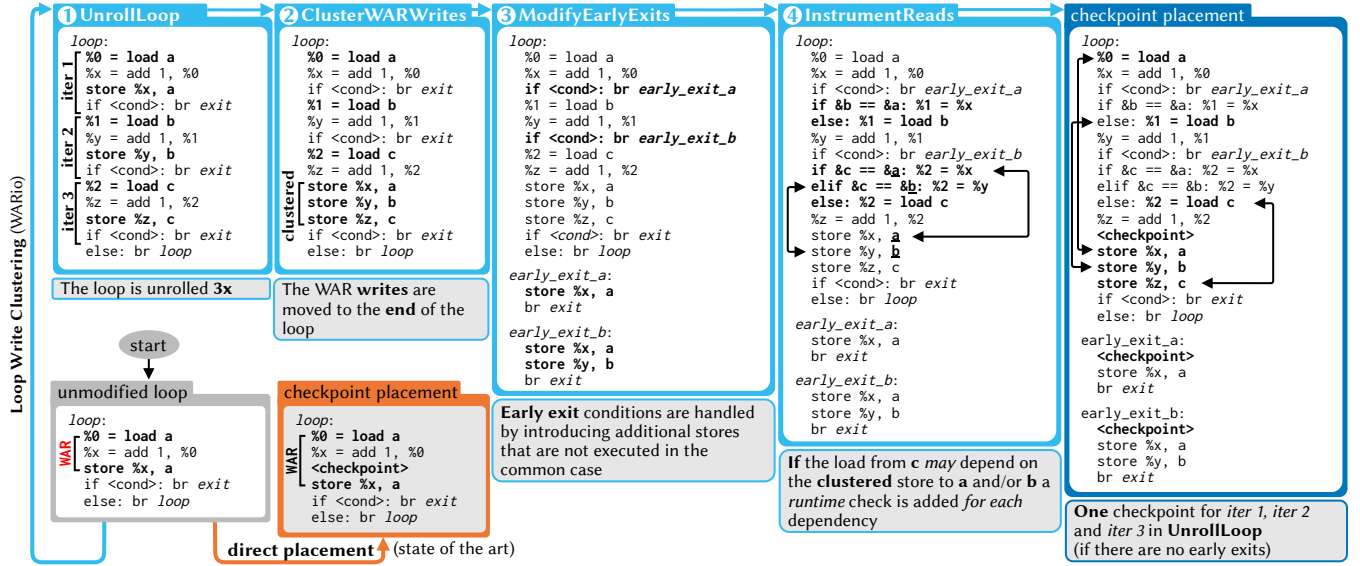 Loop Write Clustering (WARio)
1 UnrollLoop
loop:
iter 1
%0 = load a
%x = add 1, %0
store %x, a
if <cond>: br exit
iter 2
%1 = load b
%y = add 1, %1
store %y, b
if <cond>: br exit
iter 3
%2 = load c
%z = add 1, %2
store %z, c
if <cond>: br exit
else: br loop
The loop is unrolled 3x
2 ClusterWARWrites
loop:
%0 = load a
%x = add 1, %0
if <cond>: br exit
%1 = load b
%y = add 1, %1
if <cond>: br exit
%2 = load c
%z = add 1, %2
clustered
store %x, a
store %y, b
store %z, c
if <cond>: br exit
else: br loop
The WAR writes are
moved to the end of the
loop
3 ModifyEarlyExits
loop:
%0 = load a
%x = add 1, %0
if <cond>: br early_exit_a
%1 = load b
%y = add 1, %1
if <cond>: br early_exit_b
%2 = load c
%z = add 1, %2
store %x, a
store %y, b
store %z, c
if <cond>: br exit
else: br loop
early_exit_a:
store %x, a
br exit
early_exit_b:
store %x, a
store %y, b
br exit
Early exit conditions are handled
by introducing additional stores
that are not executed in the
common case
4 InstrumentReads
loop:
%0 = load a
%x = add 1, %0
if <cond>: br early_exit_a
if &b == &a: %1 = %x
else: %1 = load b
%y = add 1, %1
if <cond>: br early_exit_b
if &c == &a: %2 = %x
elif &c == &b: %2 = %y
else: %2 = load c
%z = add 1, %2
store %x, a
store %y, b
store %z, c
if <cond>: br exit
else: br loop
early_exit_a:
store %x, a
br exit
early_exit_b:
store %x, a
store %y, b
br exit
If the load from c may depend on
the clustered store to a and/or b a
runtime check is added for each
dependency
checkpoint placement
loop:
%0 = load a
%x = add 1, %0
if <cond>: br early_exit_a
if &b == &a: %1 = %x
else: %1 = load b
%y = add 1, %1
if <cond>: br early_exit_b
if &c == &a: %2 = %x
elif &c == &b: %2 = %y
else: %2 = load c
%z = add 1, %2
<checkpoint>
store %x, a
store %y, b
store %z, c
if <cond>: br exit
else: br loop
early_exit_a:
<checkpoint>
store %x, a
br exit
early_exit_b:
<checkpoint>
store %x, a
store %y, b
br exit
One checkpoint for iter 1, iter 2
and iter 3 in UnrollLoop
(if there are no early exits)
start
unmodified loop
loop:
WAR
%0 = load a
%x = add 1, %0
store %x, a
if <cond>: br exit
else: br loop
checkpoint placement
loop:
WAR
%0 = load a
%x = add 1, %0
<checkpoint>
store %x, a
if <cond>: br exit
else: br loop
direct placement (state of the art)